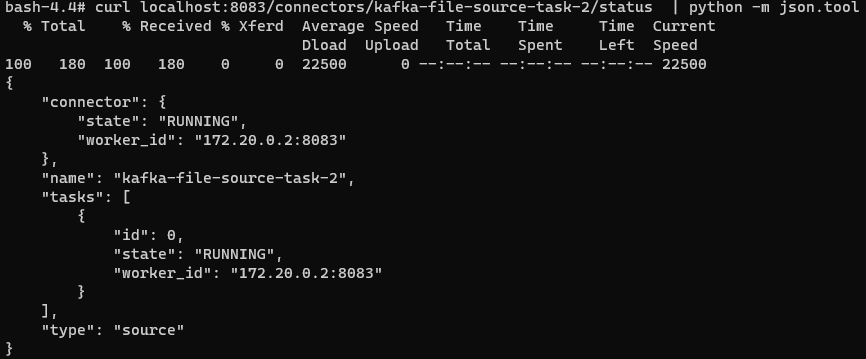 bash-4.4# curl localhost:8083/connectors/kafka-file-source-task-2/status  | python -m json.tool
  % Total    % Received % Xferd  Average Speed   Time    Time     Time  Current
                                 Dload  Upload   Total   Spent    Left  Speed
100   180  100   180    0     0  22500      0 --:--:-- --:--:-- --:--:-- 22500
{
    "connector": {
        "state": "RUNNING",
        "worker_id": "172.20.0.2:8083"
    },
    "name": "kafka-file-source-task-2",
    "tasks": [
        {
            "id": 0,
            "state": "RUNNING",
            "worker_id": "172.20.0.2:8083"
        }
    ],
    "type": "source"
}